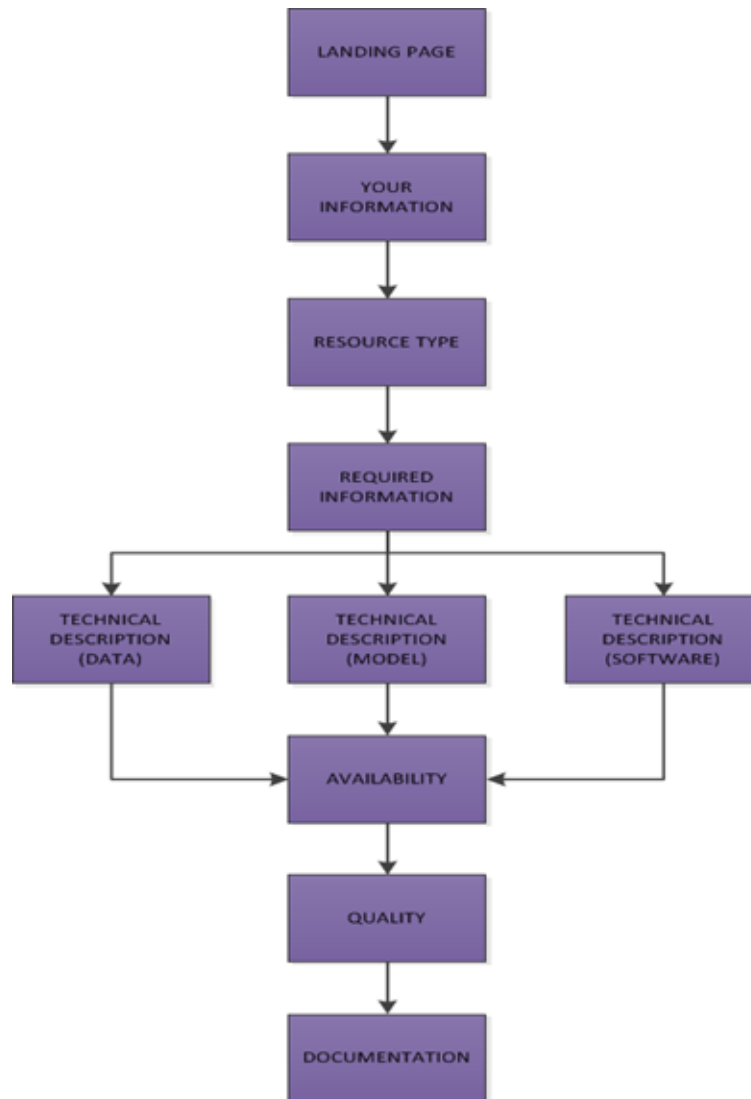 LANDING PAGE
YOUR
INFORMATION
RESOURCE TYPE
REQUIRED
INFORMATION
TECHNICAL
DESCRIPTION
(DATA)
TECHNICAL
DESCRIPTION
(MODEL)
TECHNICAL
DESCRIPTION
(SOFTWARE)
AVAILABILITY
QUALITY
DOCUMENTATION